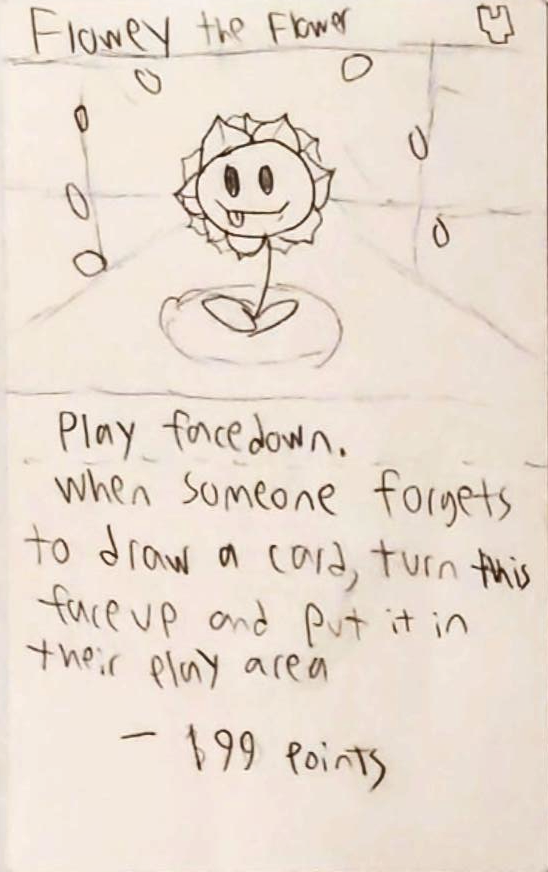 Flowey the Flower
Play facedown.
When someone forgets
to draw a card, turn this
faceup and put it in
their play area
- 199 points